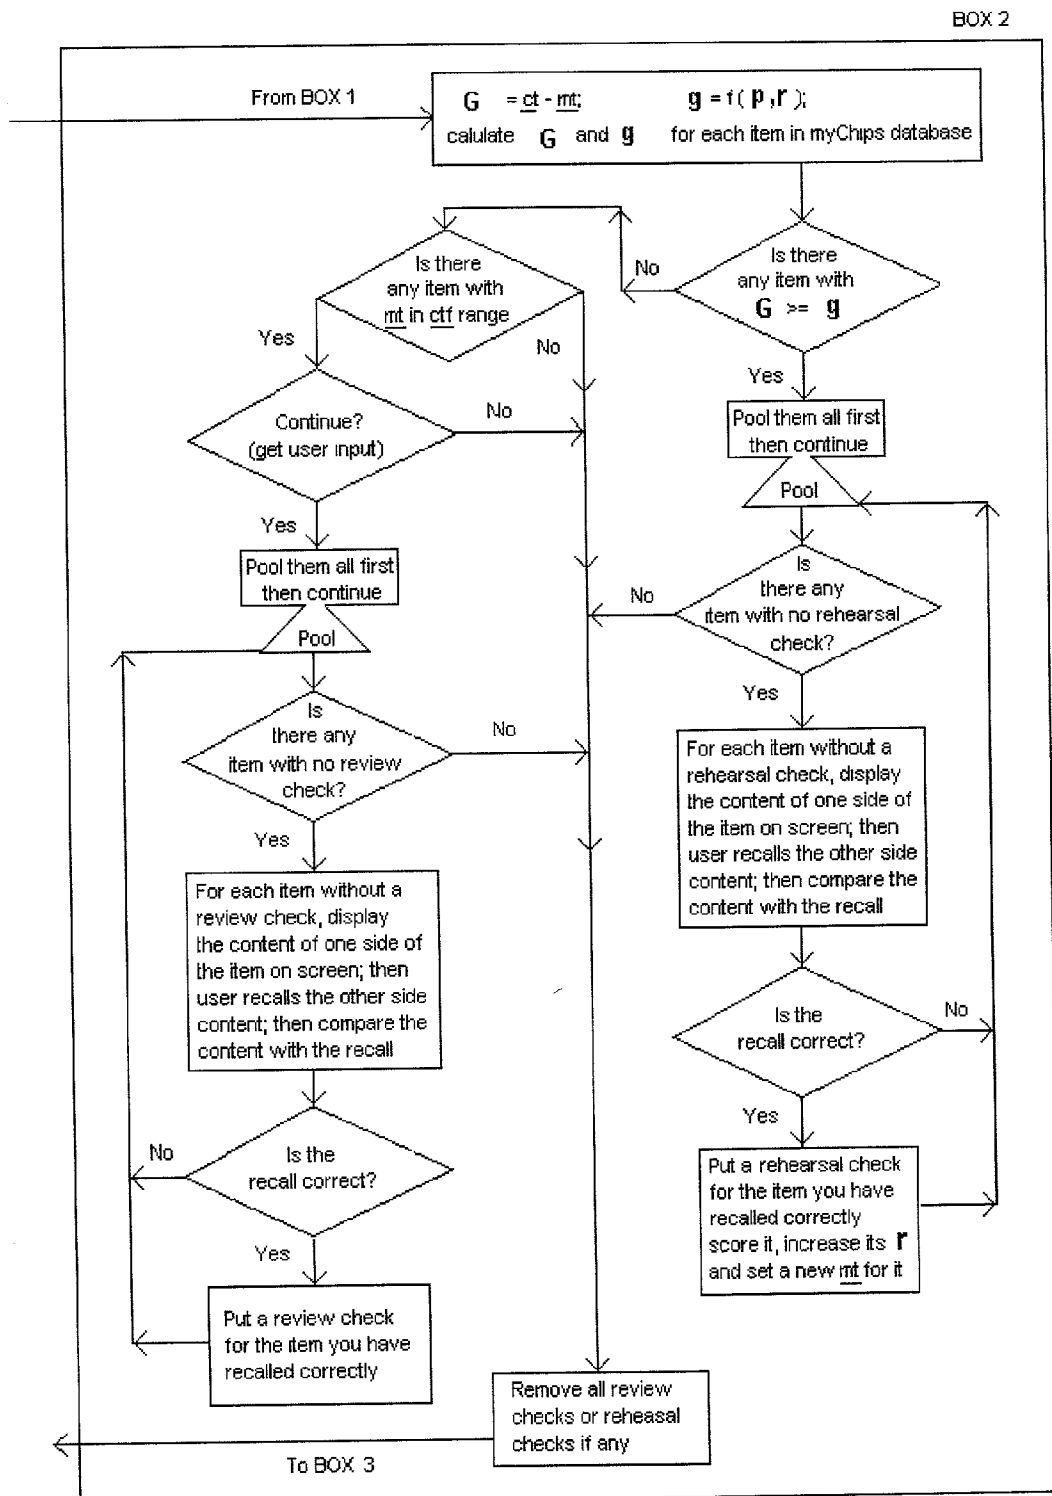 BOX 2
From BOX 1
G = ct - mt; g = f( p,r );
calulate G and g for each item in myChips database
Is there
any item with
G >= g
No
Yes
Is there
any item with
mt in ctf range
Yes
No
Continue?
(get user input)
No
Yes
Pool them all first
then continue
Pool
Pool them all first
then continue
Pool
Is
there any
item with no rehearsal
check?
No
Yes
Is
there any
item with no review
check?
No
Yes
For each item without a
rehearsal check, display
the content of one side of
the item on screen; then
user recalls the other side
content; then compare the
content with the recall
For each item without a
review check, display
the content of one side of
the item on screen; then
user recalls the other side
content; then compare the
content with the recall
Is the
recall correct?
No
Yes
Is the
recall correct?
No
Yes
Put a rehearsal check
for the item you have
recalled correctly
score it, increase its r
and set a new mt for it
Put a review check
for the item you have
recalled correctly
Remove all review
checks or reheasal
checks if any
To BOX 3